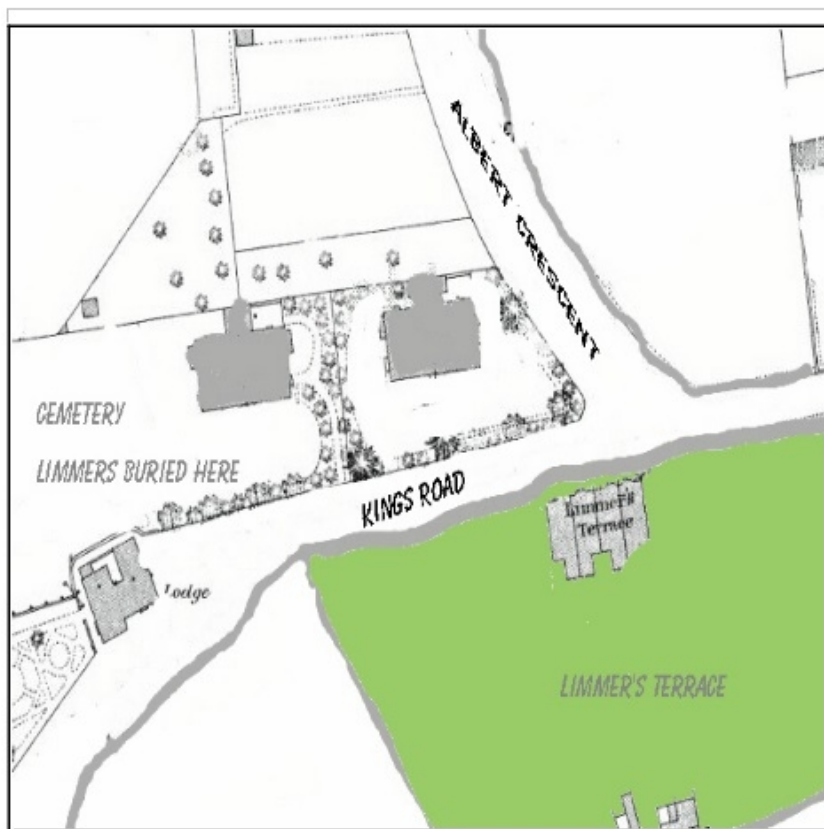 ALBERT CRESCENT
CEMETERY
LIMMERS BURIED HERE
KINGS ROAD
Limmer's
Terrace
Lodge
LIMMER'S TERRACE